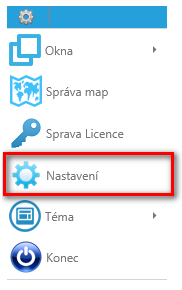 Okna
Správa map
Sprava Licence
Nastavení
Téma
Konec